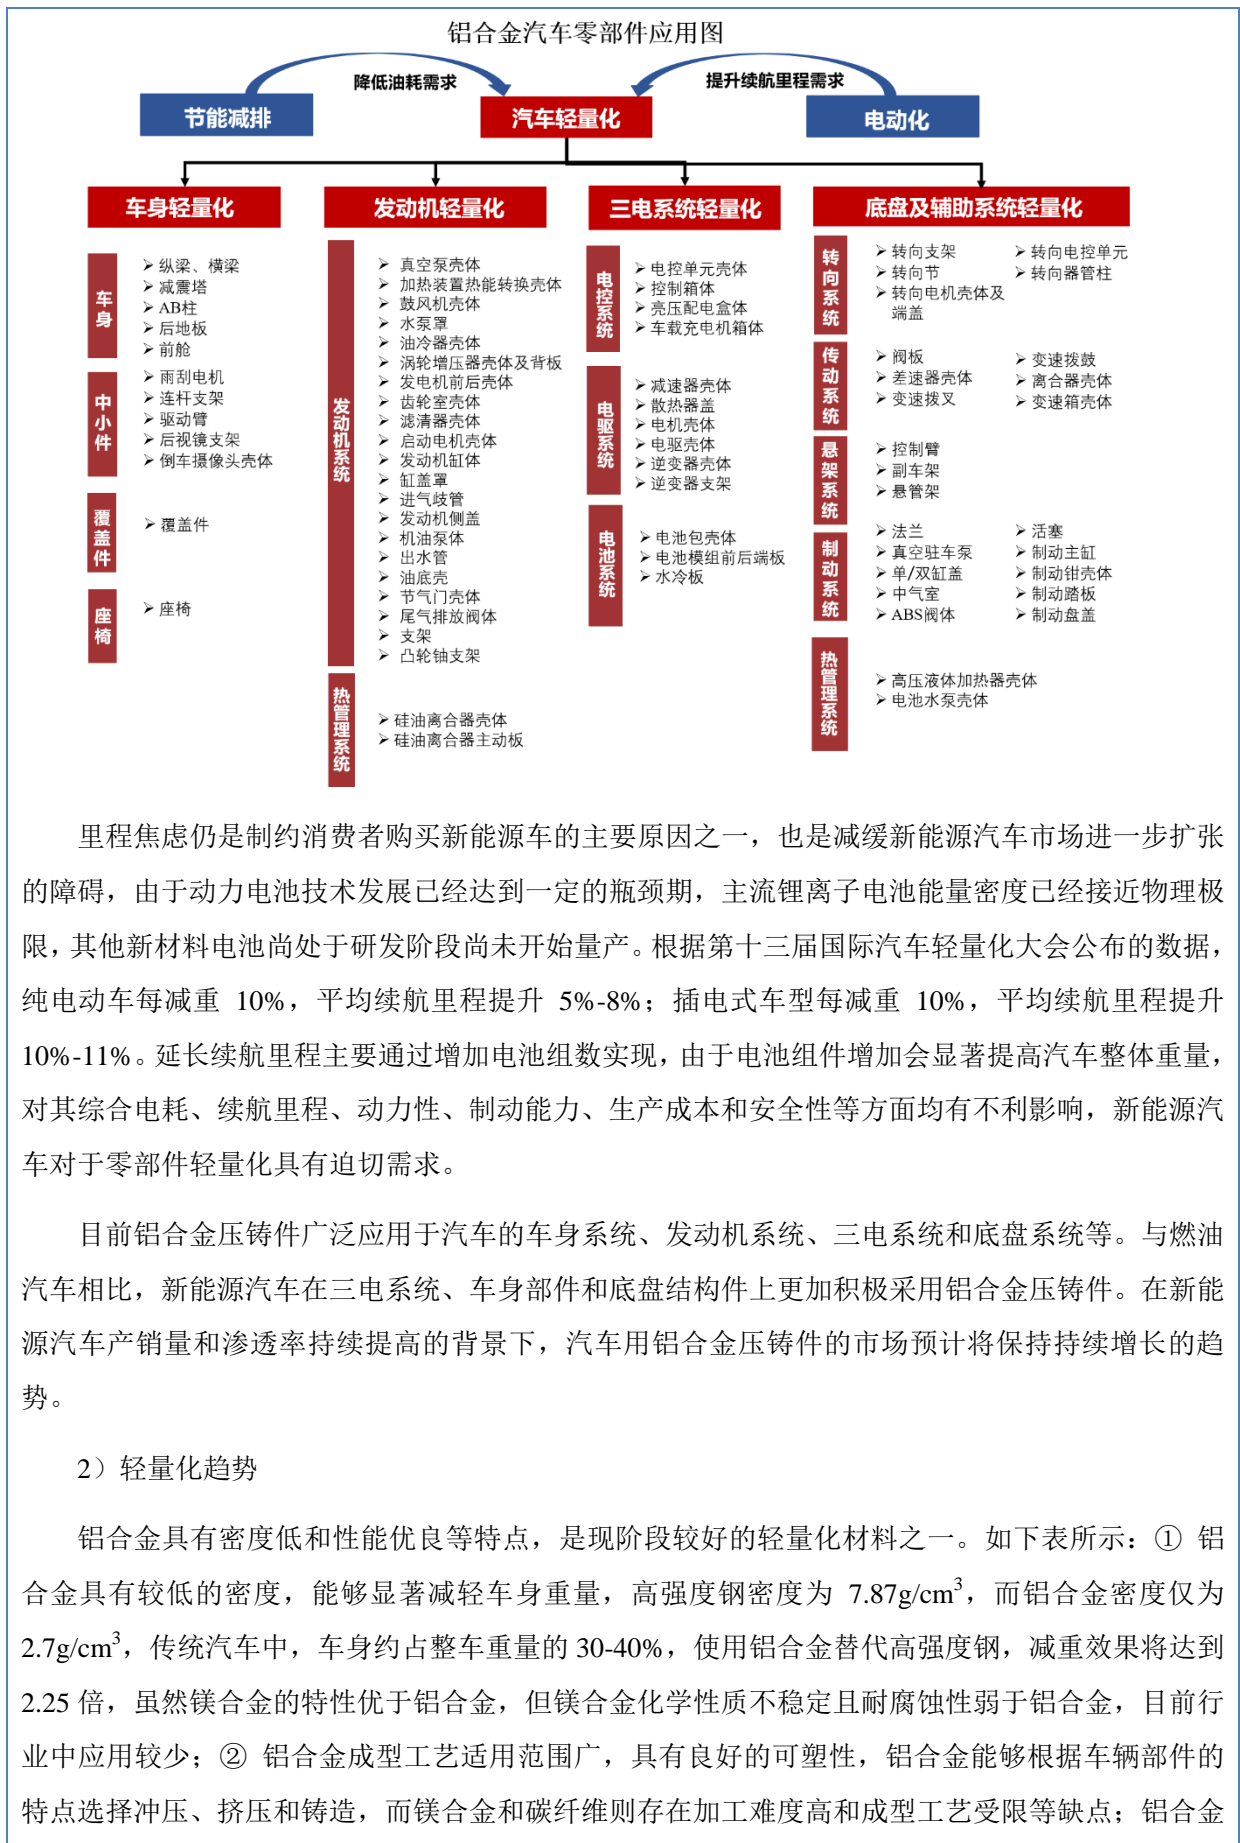 铝合金汽车零部件应用图
降低油耗需求
提升续航里程需求
节能减排
汽车轻量化
电动化
车身轻量化
发动机轻量化
三电系统轻量化
底盘及辅助系统轻量化
车身
➢ 纵梁、横梁
➢ 减震塔
➢ AB柱
➢ 后地板
➢ 前舱
中小件
➢ 雨刮电机
➢ 连杆支架
➢ 驱动臂
➢ 后视镜支架
➢ 倒车摄像头壳体
覆盖件
➢ 覆盖件
座椅
➢ 座椅
发动机系统
➢ 真空泵壳体
➢ 加热装置热能转换壳体
➢ 鼓风机壳体
➢ 水泵罩
➢ 油冷器壳体
➢ 涡轮增压器壳体及背板
➢ 发电机前后壳体
➢ 齿轮室壳体
➢ 滤清器壳体
➢ 启动电机壳体
➢ 发动机缸体
➢ 缸盖罩
➢ 进气歧管
➢ 发动机侧盖
➢ 机油泵体
➢ 出水管
➢ 油底壳
➢ 节气门壳体
➢ 尾气排放阀体
➢ 支架
➢ 凸轮铀支架
热管理系统
➢ 硅油离合器壳体
➢ 硅油离合器主动板
电控系统
➢ 电控单元壳体
➢ 控制箱体
➢ 亮压配电盒体
➢ 车载充电机箱体
电驱系统
➢ 减速器壳体
➢ 散热器盖
➢ 电机壳体
➢ 电驱壳体
➢ 逆变器壳体
➢ 逆变器支架
电池系统
➢ 电池包壳体
➢ 电池模组前后端板
➢ 水冷板
转向系统
➢ 转向支架
➢ 转向节
➢ 转向电机壳体及
端盖
➢ 转向电控单元
➢ 转向器管柱
传动系统
➢ 阀板
➢ 差速器壳体
➢ 变速拨叉
➢ 变速拨鼓
➢ 离合器壳体
➢ 变速箱壳体
悬架系统
➢ 控制臂
➢ 副车架
➢ 悬管架
制动系统
➢ 法兰
➢ 真空驻车泵
➢ 单/双缸盖
➢ 中气室
➢ ABS阀体
➢ 活塞
➢ 制动主缸
➢ 制动钳壳体
➢ 制动踏板
➢ 制动盘盖
热管理系统
➢ 高压液体加热器壳体
➢ 电池水泵壳体
里程焦虑仍是制约消费者购买新能源车的主要原因之一，也是减缓新能源汽车市场进一步扩张
的障碍，由于动力电池技术发展已经达到一定的瓶颈期，主流锂离子电池能量密度已经接近物理极
限，其他新材料电池尚处于研发阶段尚未开始量产。根据第十三届国际汽车轻量化大会公布的数据，
纯电动车每减重 10%，平均续航里程提升 5%-8%；插电式车型每减重 10%，平均续航里程提升
10%-11%。延长续航里程主要通过增加电池组数实现，由于电池组件增加会显著提高汽车整体重量，
对其综合电耗、续航里程、动力性、制动能力、生产成本和安全性等方面均有不利影响，新能源汽
车对于零部件轻量化具有迫切需求。
目前铝合金压铸件广泛应用于汽车的车身系统、发动机系统、三电系统和底盘系统等。与燃油
汽车相比，新能源汽车在三电系统、车身部件和底盘结构件上更加积极采用铝合金压铸件。在新能
源汽车产销量和渗透率持续提高的背景下，汽车用铝合金压铸件的市场预计将保持持续增长的趋
势。
2）轻量化趋势
铝合金具有密度低和性能优良等特点，是现阶段较好的轻量化材料之一。如下表所示：① 铝
合金具有较低的密度，能够显著减轻车身重量，高强度钢密度为 7.87g/cm³，而铝合金密度仅为
2.7g/cm³，传统汽车中，车身约占整车重量的 30-40%，使用铝合金替代高强度钢，减重效果将达到
2.25 倍，虽然镁合金的特性优于铝合金，但镁合金化学性质不稳定且耐腐蚀性弱于铝合金，目前行
业中应用较少；② 铝合金成型工艺适用范围广，具有良好的可塑性，铝合金能够根据车辆部件的
特点选择冲压、挤压和铸造，而镁合金和碳纤维则存在加工难度高和成型工艺受限等缺点；铝合金